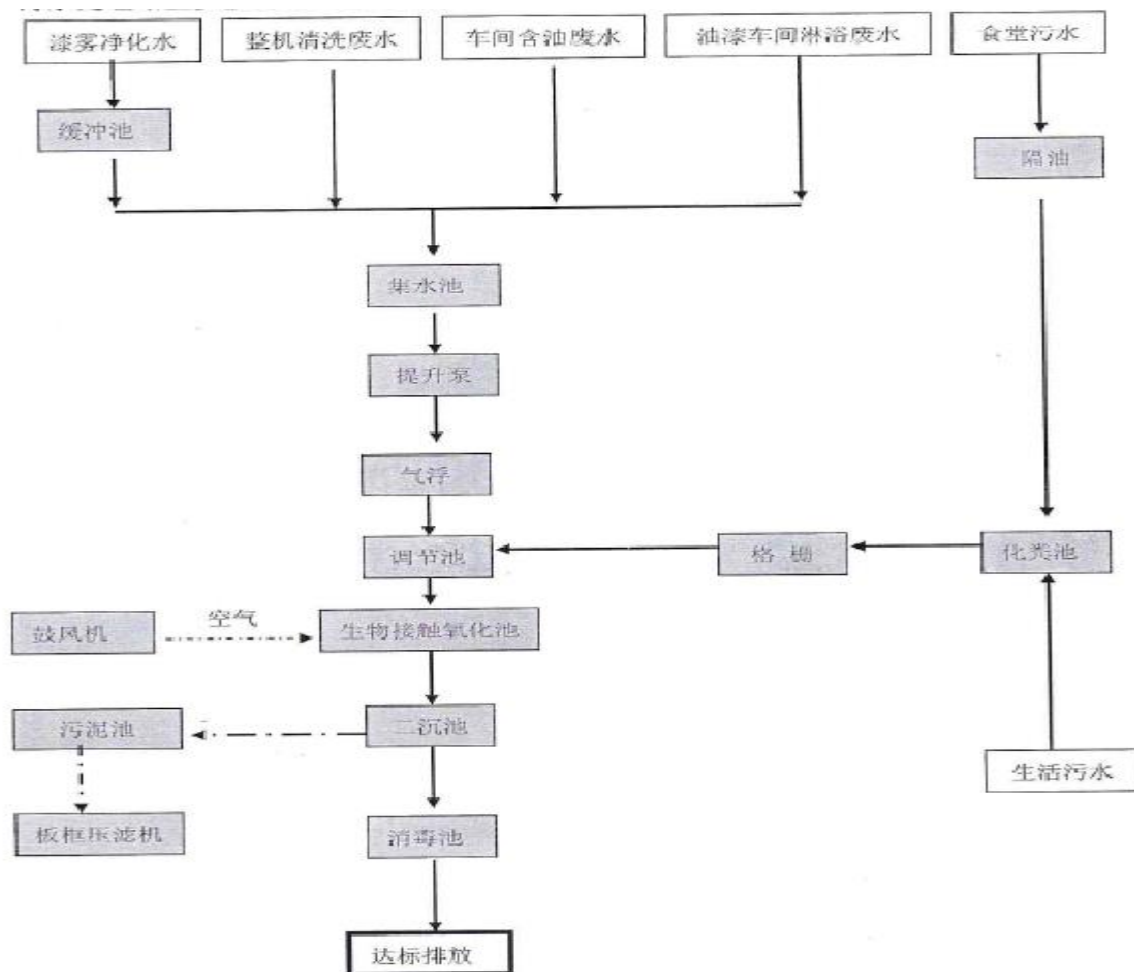 漆雾净化水
整机清洗废水
车间含油废水
油漆车间淋浴废水
食堂污水
缓冲池
隔油
集水池
提升泵
气浮
调节池
格栅
化粪池
鼓风机
空气
生物接触氧化池
污泥池
二沉池
生活污水
板框压滤机
消毒池
达标排放